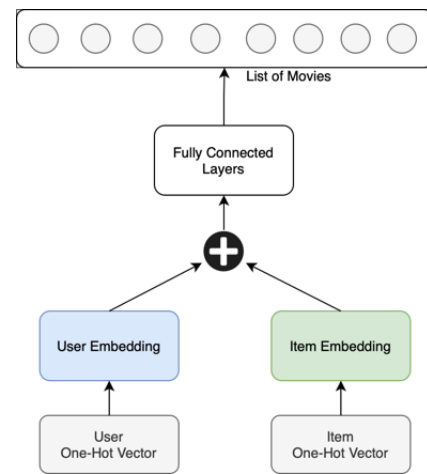 List of Movies
Fully Connected
Layers
User Embedding
Item Embedding
User
One-Hot Vector
Item
One-Hot Vector